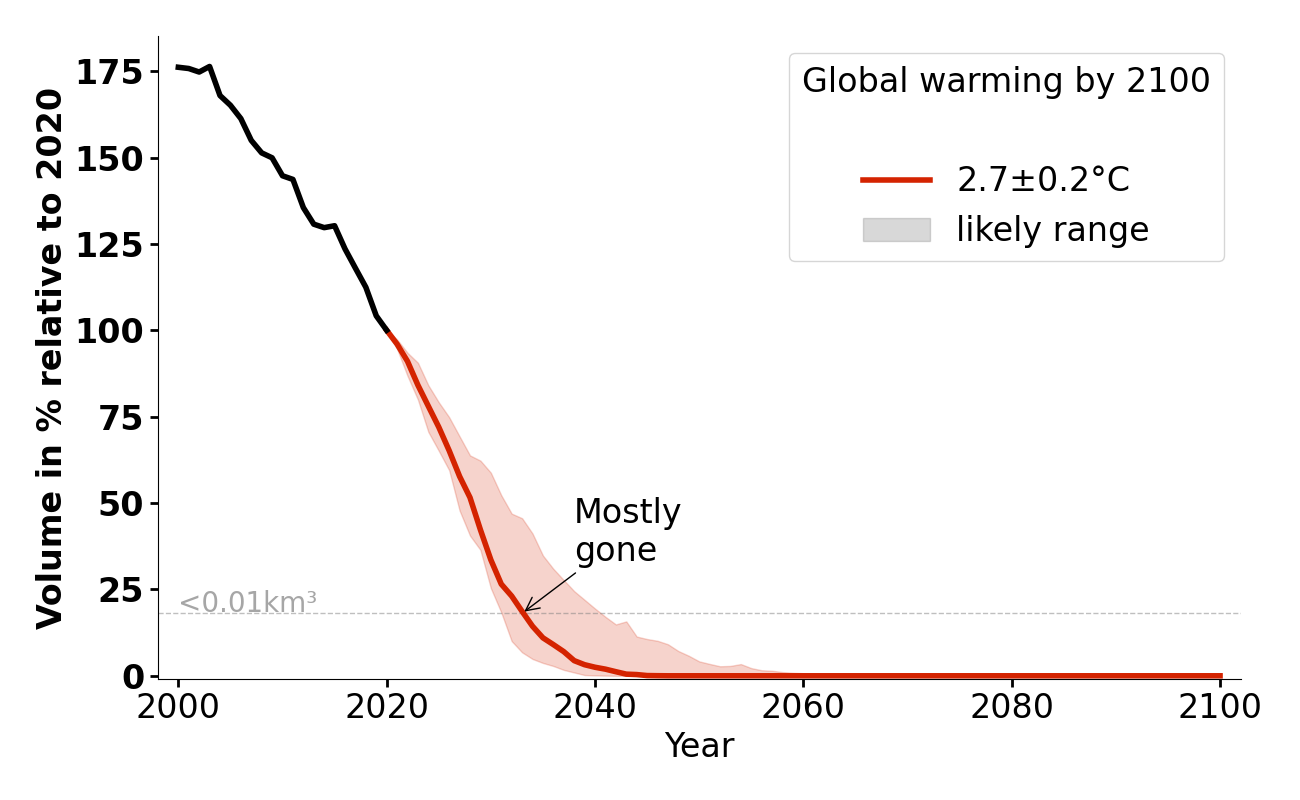 Volume in % relative to 2020
175
150
125
100
75
50
25
0
Global warming by 2100
2.7±0.2°C
likely range
Mostly
gone
<0.01km³
2000
2020
2040
2060
2080
2100
Year